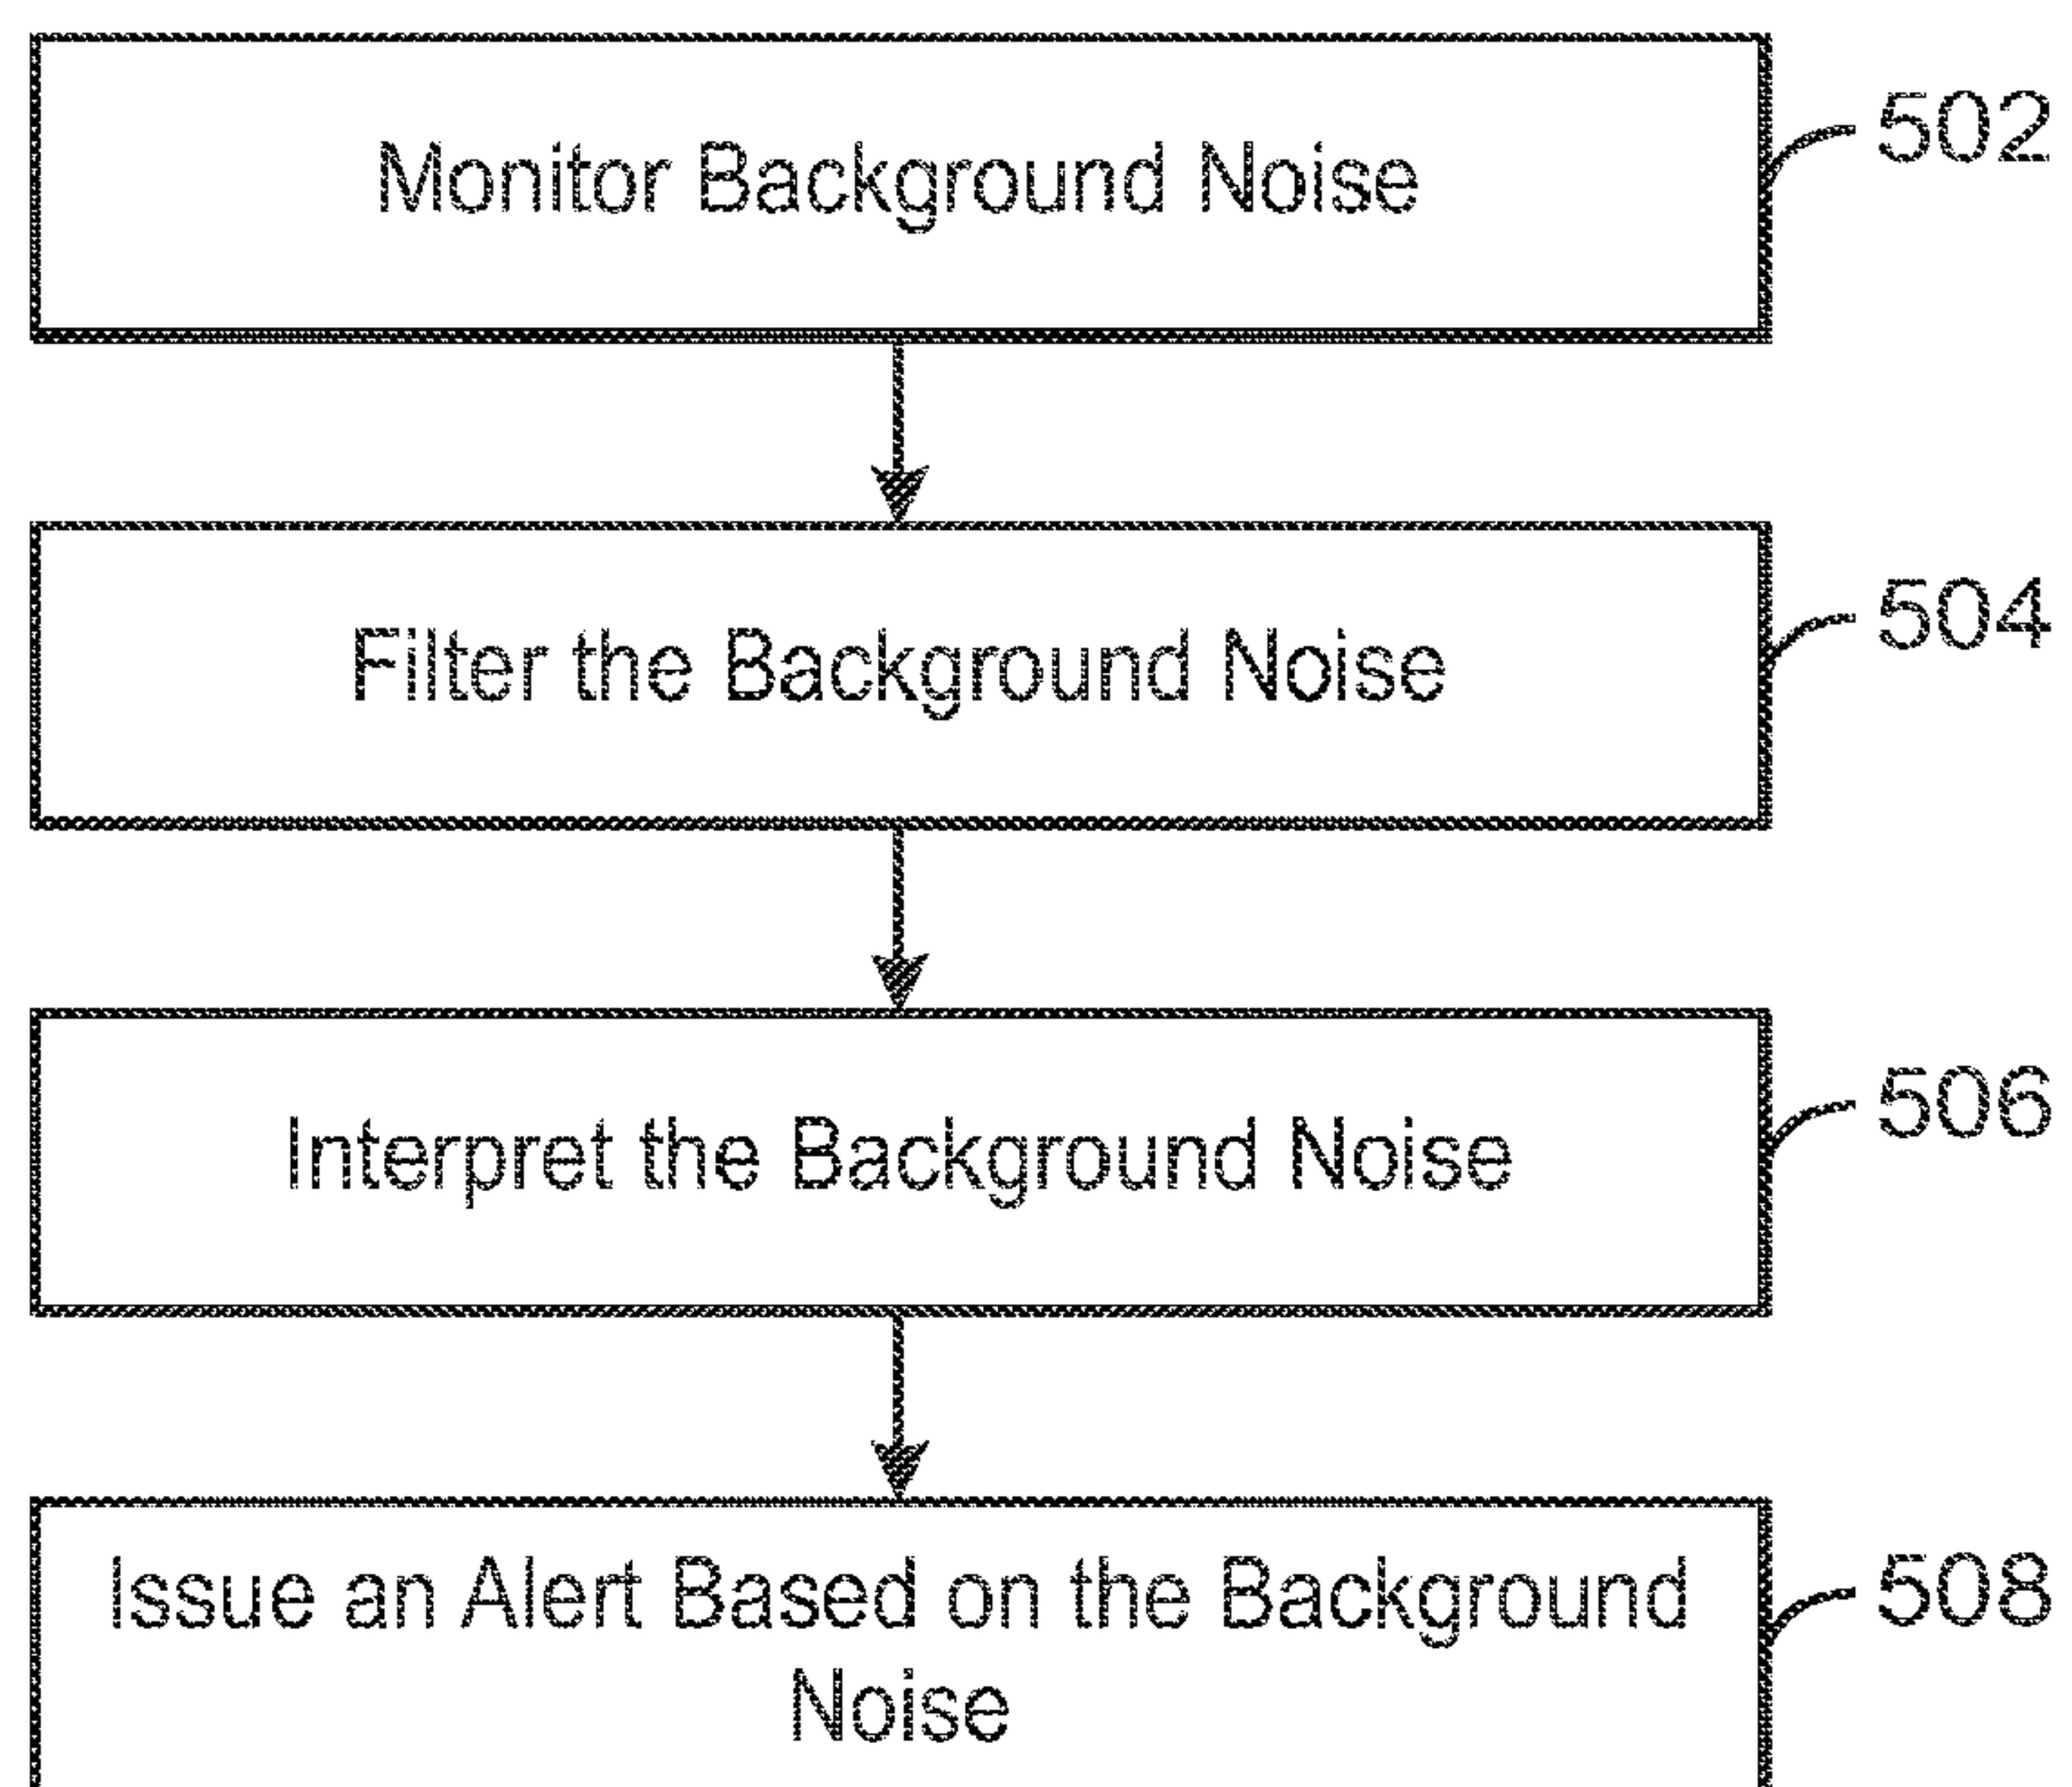 Monitor Background Noise
502
Filter the Background Noise
504
Interpret the Background Noise
506
Issue an Alert Based on the Background
Noise
508